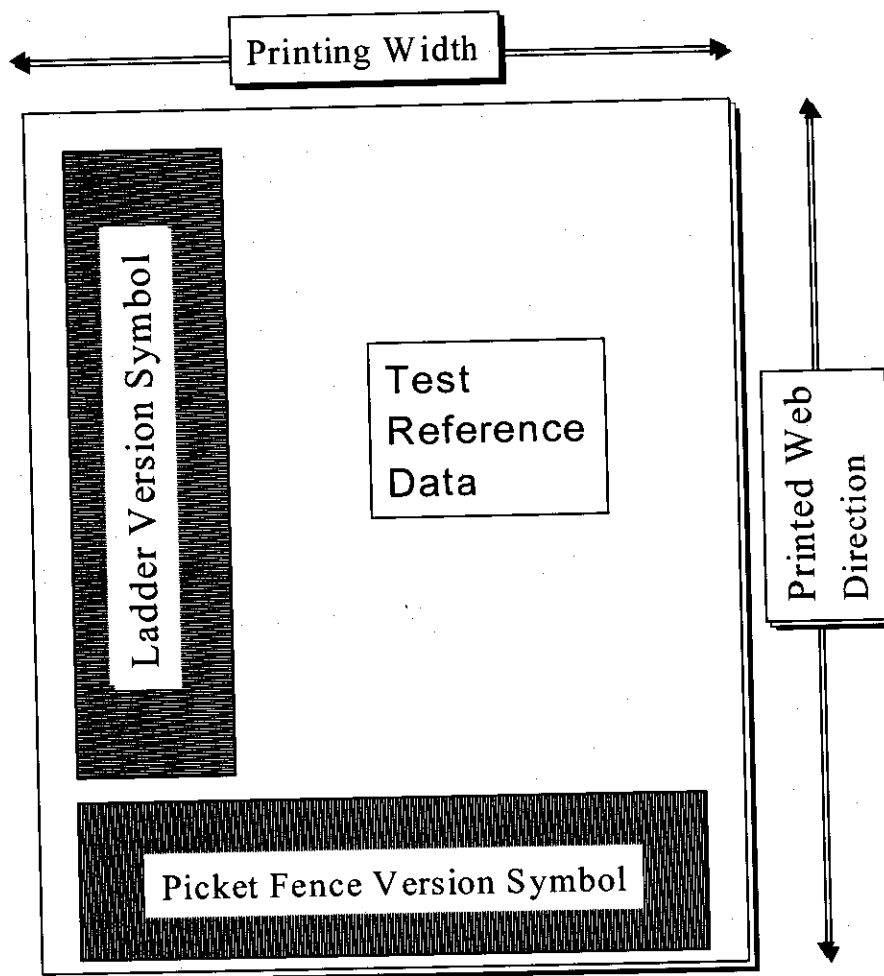 Printing Width
Ladder Version Symbol
Test
Reference
Data
Printed Web
Direction
Picket Fence Version Symbol